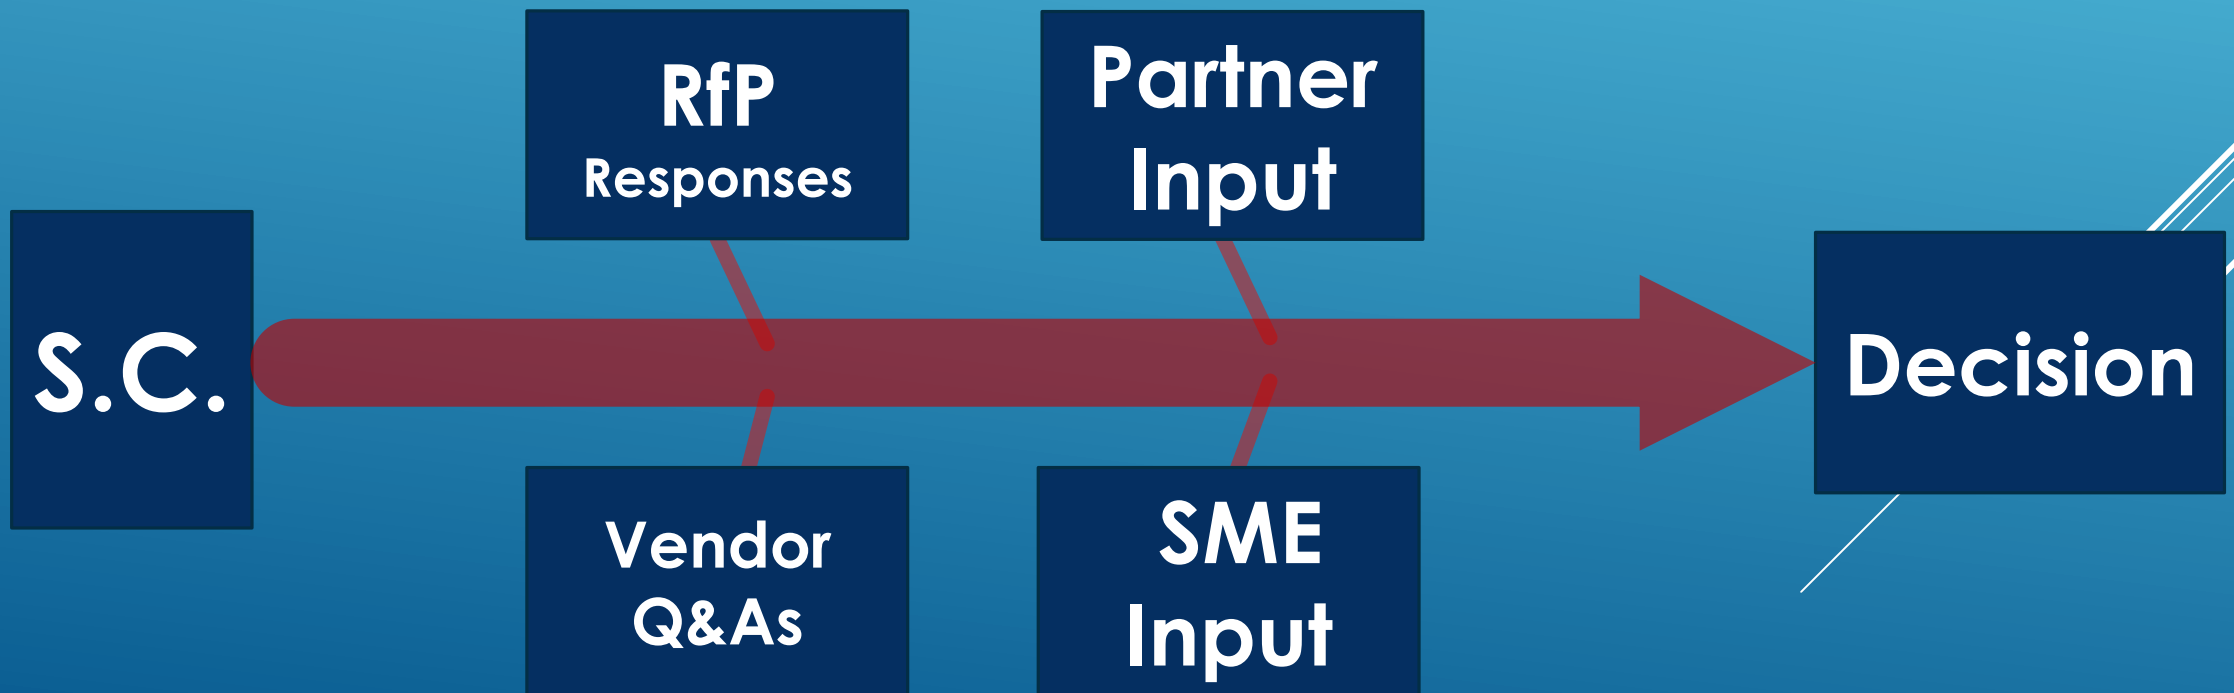 RfP
Responses
Partner
Input
S.C.
Decision
Vendor
Q&As
SME
Input